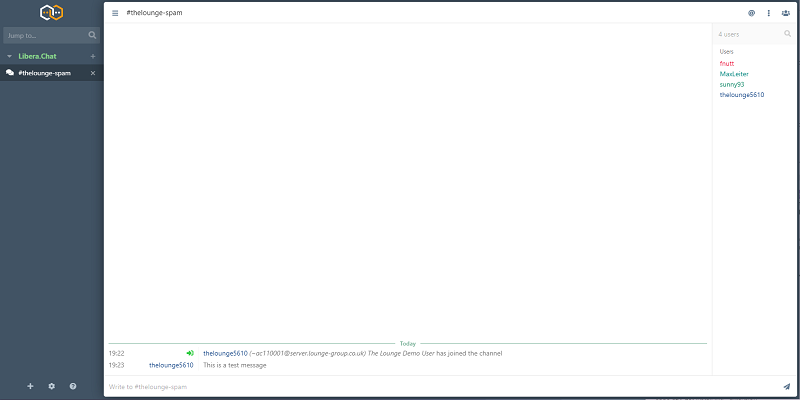 Jump to...
Libera.Chat
#thelounge-spam
#thelounge-spam
4 users
Users
fnutt
MaxLeiter
sunny93
thelounge5610
Today
19:22 thelounge5610 (~ac110001@server.lounge-group.co.uk) The Lounge Demo User has joined the channel
19:23 thelounge5610 This is a test message
Write to #thelounge-spam